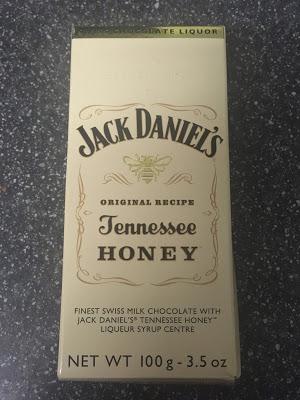 CHOCOLATE LIQUOR
JACK DANIEL'S
ORIGINAL RECIPE
Tennessee
HONEY
FINEST SWISS MILK CHOCOLATE WITH
JACK DANIEL'S® TENNESSEE HONEY™
LIQUEUR SYRUP CENTRE
NET WT 100 g - 3.5 oz